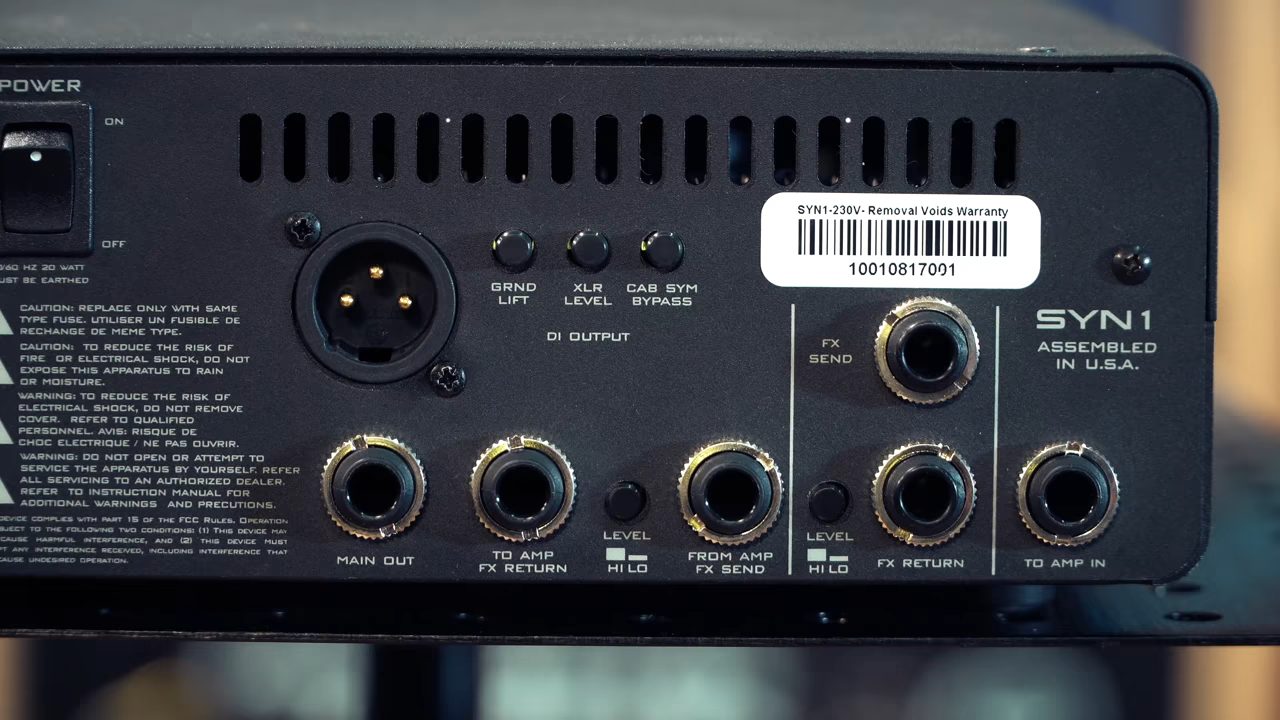 POWER
ON
OFF
/60 HZ 20 WATT
UST BE EARTHED
CAUTION: REPLACE ONLY WITH SAME
TYPE FUSE. UTILISER UN FUSIBLE DE
RECHANGE DE MEME TYPE.
CAUTION: TO REDUCE THE RISK OF
FIRE OR ELECTRICAL SHOCK, DO NOT
EXPOSE THIS APPARATUS TO RAIN
OR MOISTURE.
WARNING: TO REDUCE THE RISK OF
ELECTRICAL SHOCK, DO NOT REMOVE
COVER. REFER TO QUALIFIED
PERSONNEL. AVIS: RISQUE DE
CHOC ELECTRIQUE / NE PAS OUVRIR.
WARNING: DO NOT OPEN OR ATTEMPT TO
SERVICE THE APPARATUS BY YOURSELF. REFER
ALL SERVICING TO AN AUTHORIZED DEALER.
REFER TO INSTRUCTION MANUAL FOR
ADDITIONAL WARNINGS AND PRECUTIONS.
DEVICE COMPLIES WITH PART 15 OF THE FCC RULES. OPERATION
BJECT TO THE FOLLOWING TWO CONDITIONS: (1) THIS DEVICE MAY
CAUSE HARMFUL INTERFERENCE, AND (2) THIS DEVICE MUST
PT ANY INTERFERENCE RECEIVED, INCLUDING INTERFERENCE THAT
CAUSE UNDESIRED OPERATION.
GRND
LIFT
XLR
LEVEL
CAB SYM
BYPASS
DI OUTPUT
SYN1-230V- Removal Voids Warranty
10010817091
FX
SEND
SYN1
ASSEMBLED
IN U.S.A.
MAIN OUT
TO AMP
FX RETURN
LEVEL
HI LO
FROM AMP
FX SEND
LEVEL
HI LO
FX RETURN
TO AMP IN